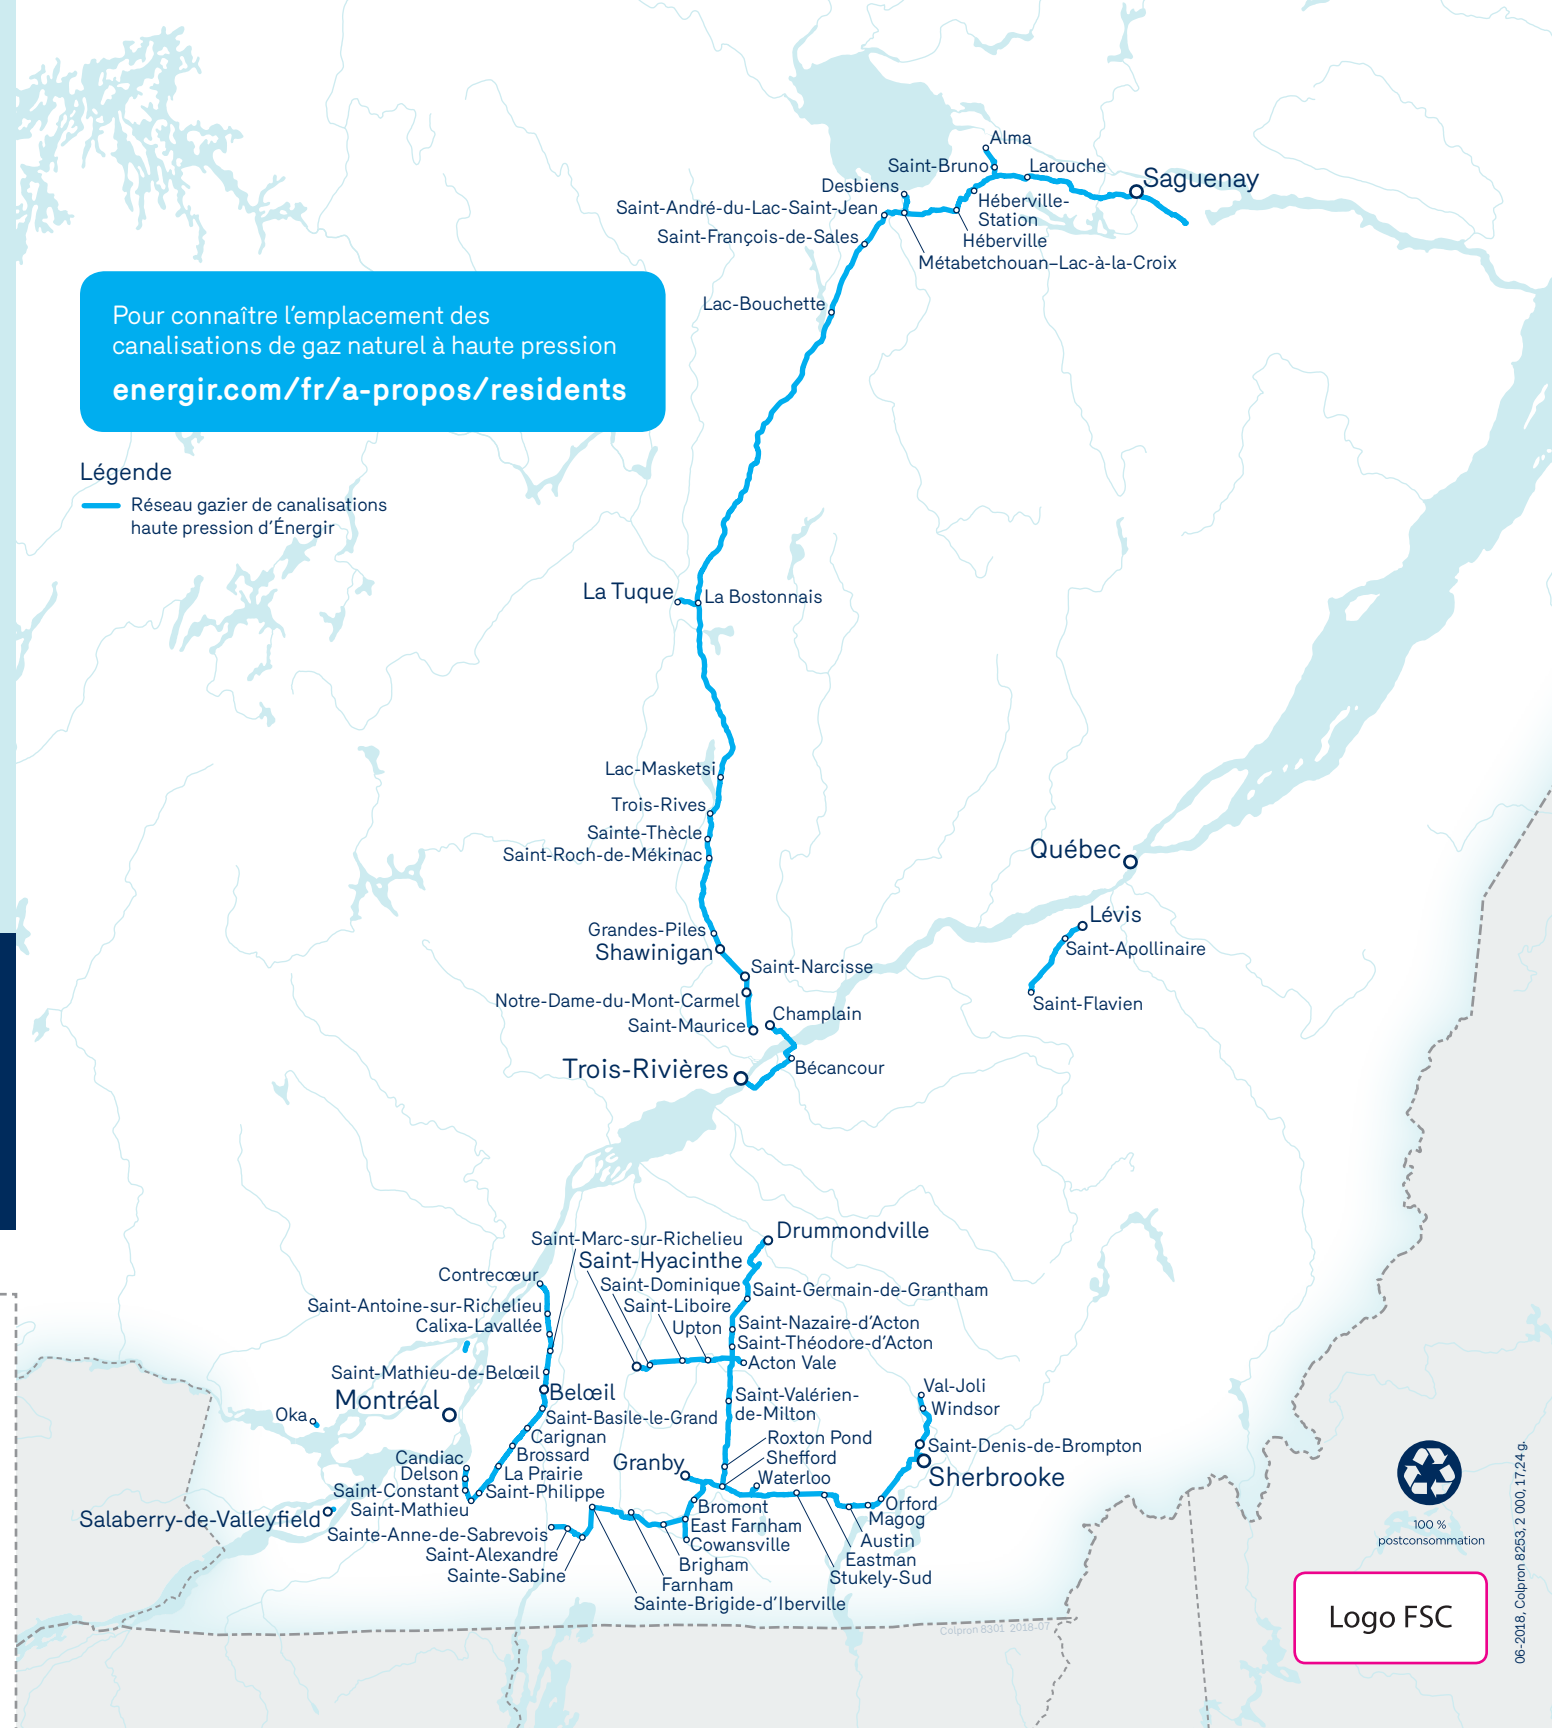 Alma
Saint-Bruno
Larouche
Saguenay
Desbiens
Saint-André-du-Lac-Saint-Jean
Héberville-
Station
Saint-François-de-Sales
Héberville
Métabetchouan–Lac-à-la-Croix
Lac-Bouchette
Pour connaître l’emplacement des
canalisations de gaz naturel à haute pression
energir.com/fr/a-propos/residents
Légende
Réseau gazier de canalisations
haute pression d’Énergir
La Tuque
La Bostonnais
Lac-Masketsi
Trois-Rives
Sainte-Thècle
Saint-Roch-de-Mékinac
Québec
Lévis
Saint-Apollinaire
Saint-Flavien
Grandes-Piles
Shawinigan
Saint-Narcisse
Notre-Dame-du-Mont-Carmel
Champlain
Saint-Maurice
Trois-Rivières
Bécancour
Drummondville
Saint-Marc-sur-Richelieu
Saint-Hyacinthe
Contrecœur
Saint-Dominique
Saint-Germain-de-Grantham
Saint-Antoine-sur-Richelieu
Saint-Liboire
Calixa-Lavallée
Upton
Saint-Nazaire-d’Acton
Saint-Théodore-d’Acton
Acton Vale
Saint-Mathieu-de-Belœil
Belœil
Montréal
Oka
Saint-Basile-le-Grand
Saint-Valérien-
de-Milton
Val-Joli
Windsor
Carignan
Brossard
Roxton Pond
Saint-Denis-de-Brompton
Candiac
Delson
La Prairie
Granby
Shefford
Waterloo
Sherbrooke
Saint-Constant
Saint-Philippe
Saint-Mathieu
Salaberry-de-Valleyfield
Bromont
Orford
Magog
Sainte-Anne-de-Sabrevois
East Farnham
Cowansville
Austin
Saint-Alexandre
Brigham
Eastman
Sainte-Sabine
Farnham
Stukely-Sud
Sainte-Brigide-d’Iberville
Colpron 8301 2018-07
100 %
postconsommation
Logo FSC
06-2018, Colpron 8253, 2 000, 17,24 g.